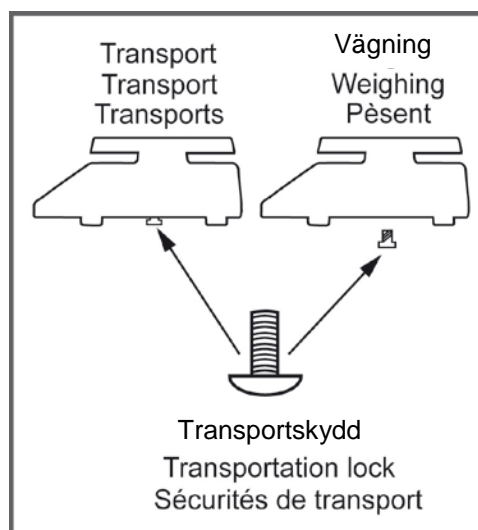 Transport
Transport
Transports
Vägning
Weighing
Pèsent
Transportskydd
Transportation lock
Sécurités de transport